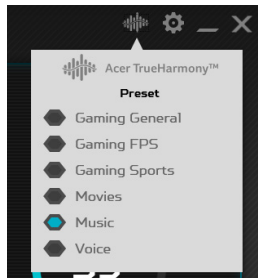 Acer TrueHarmony™
Preset
Gaming General
Gaming FPS
Gaming Sports
Movies
Music
Voice